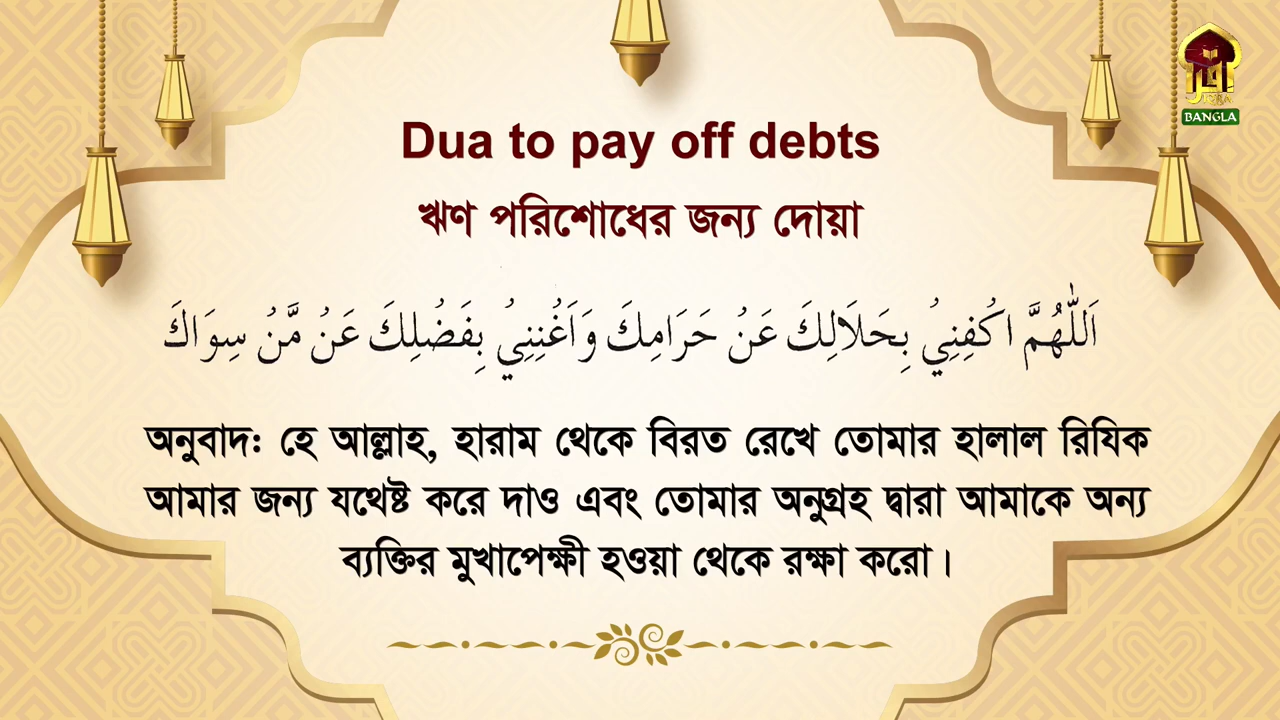 Dua to pay off debts
ঋণ পরিশোধের জন্য দোয়া
اَللّٰهُمَّ اكْفِنِيْ بِحَلَالِكَ عَنْ حَرَامِكَ وَاَغْنِنِيْ بِفَضْلِكَ عَنْ مَّنْ سِوَاكَ
অনুবাদ: হে আল্লাহ, হারাম থেকে বিরত রেখে তোমার হালাল রিযিক
আমার জন্য যথেষ্ট করে দাও এবং তোমার অনুগ্রহ দ্বারা আমাকে অন্য
ব্যক্তির মুখাপেক্ষী হওয়া থেকে রক্ষা করো।
BANGLA